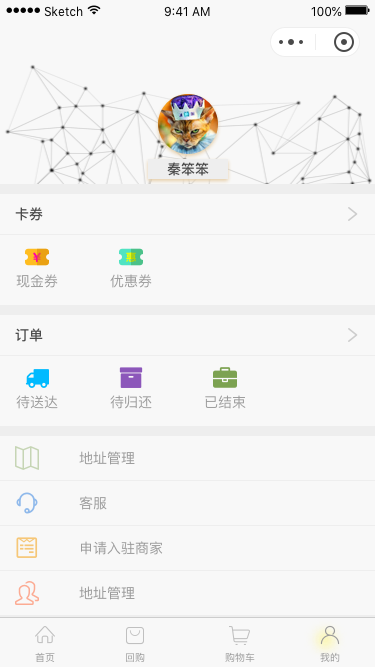 Sketch 9:41 AM 100%
秦笨笨
卡券
¥ 惠
现金券 优惠券
订单
待送达 待归还 已结束
地址管理
客服
申请入驻商家
地址管理
首页 回购 购物车 我的